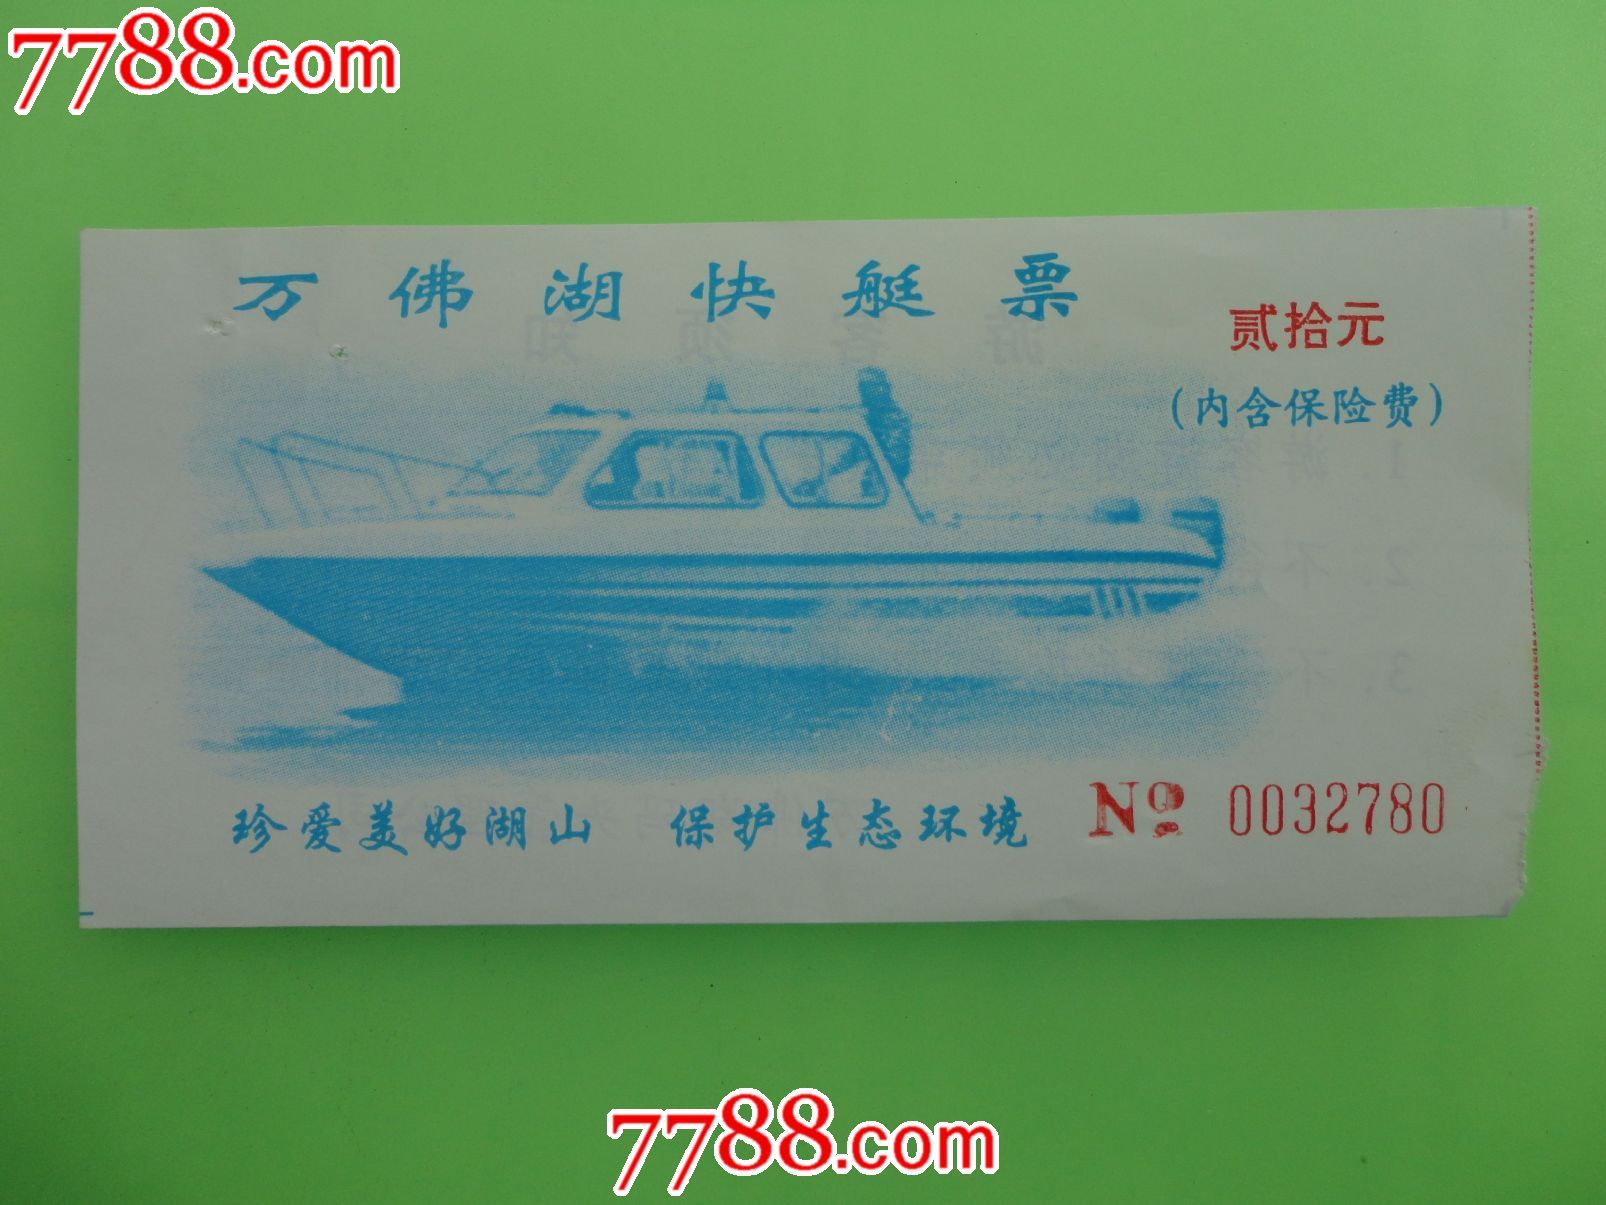 7788.com
万佛湖快艇票
贰拾元
(内含保险费)
珍爱美好湖山 保护生态环境
№ 0032780
7788.com